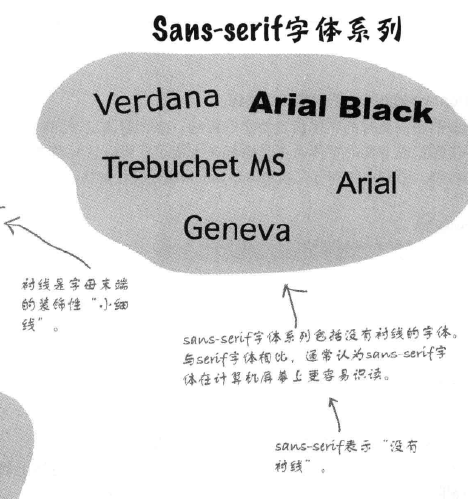 Sans-serif字体系列
Verdana Arial Black
Trebuchet MS Arial
Geneva
衬线是字母末端
的装饰性“小细
线”。
sans-serif字体系列包括没有衬线的字体。
与serif字体相比，通常认为sans-serif字
体在计算机屏幕上更容易识读。
sans-serif表示“没有
衬线”。